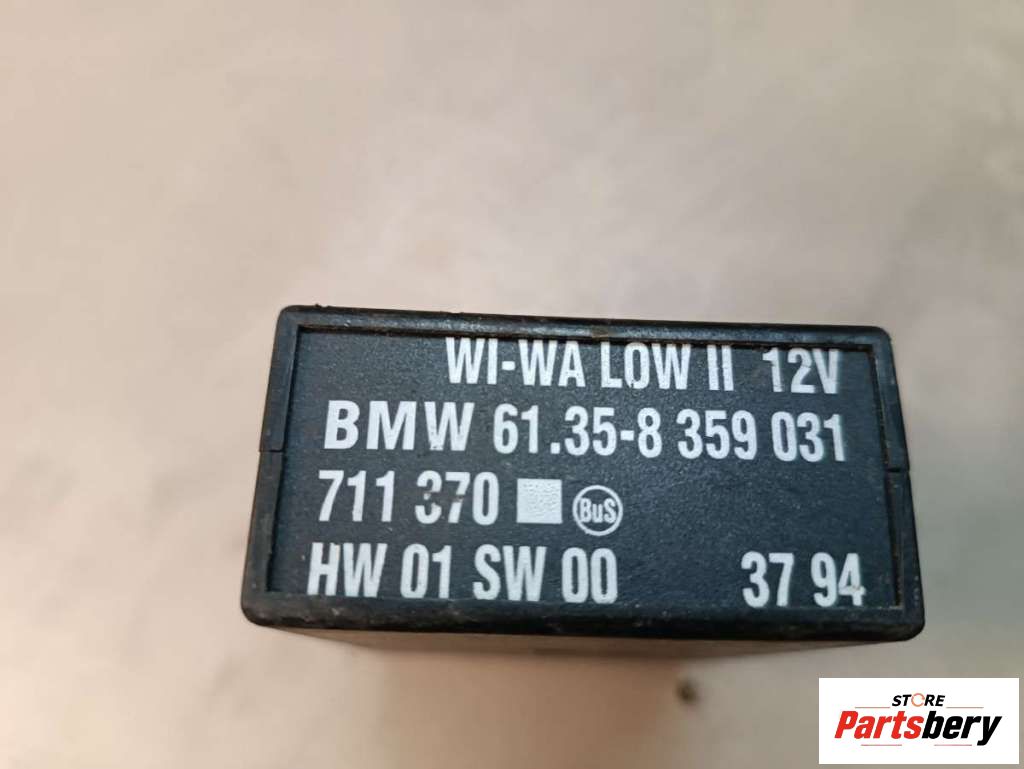 WI-WA LOW II 12V
BMW 61.35-8 359 031
711 370 BuS
HW 01 SW 00 37 94
STORE
Partsbery